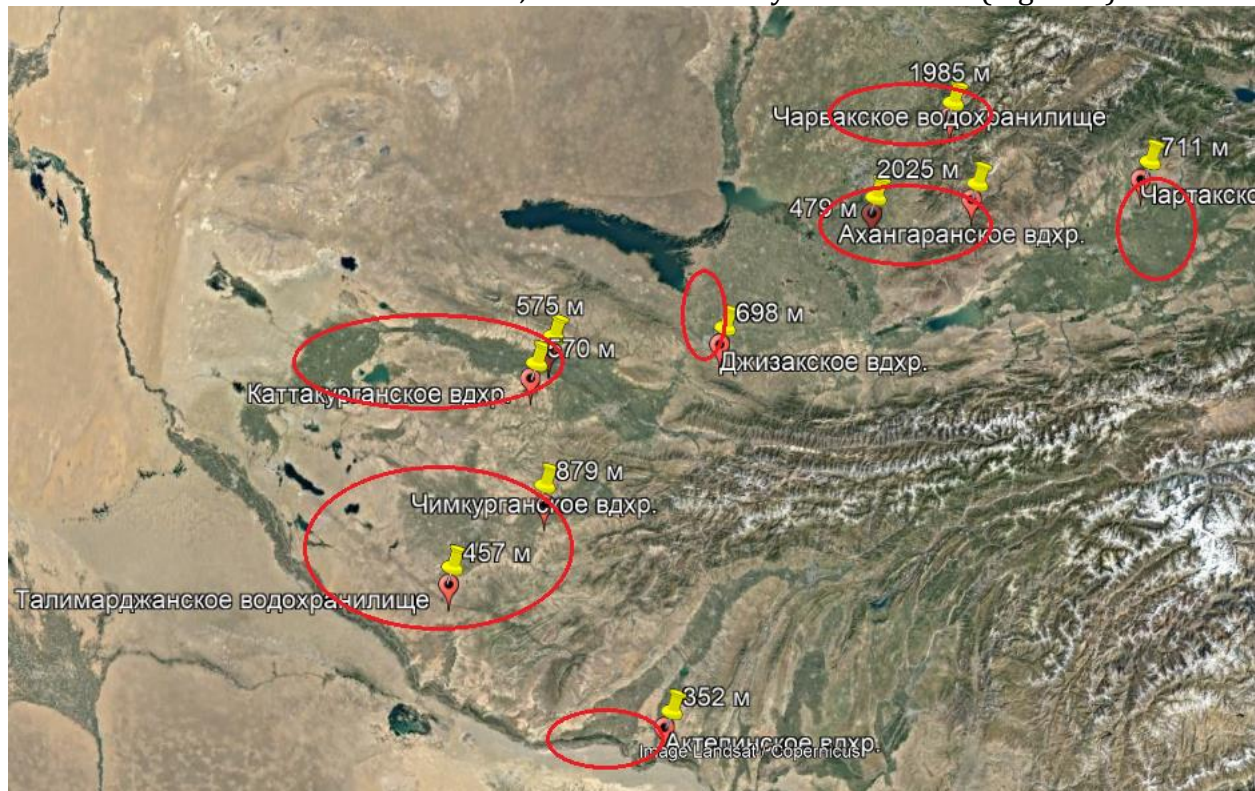 1985 м
Чарвакское водохранилище
711 м
2025 м
Чартакско
479 м
Ахангаранское вдхр.
575 м
698 м
570 м
Джизакское вдхр.
Каттакурганское вдхр.
879 м
Чимкурганское вдхр.
457 м
Талимарджанское водохранилище
352 м
Актепинское вдхр.
Image Landsat / Copernicus